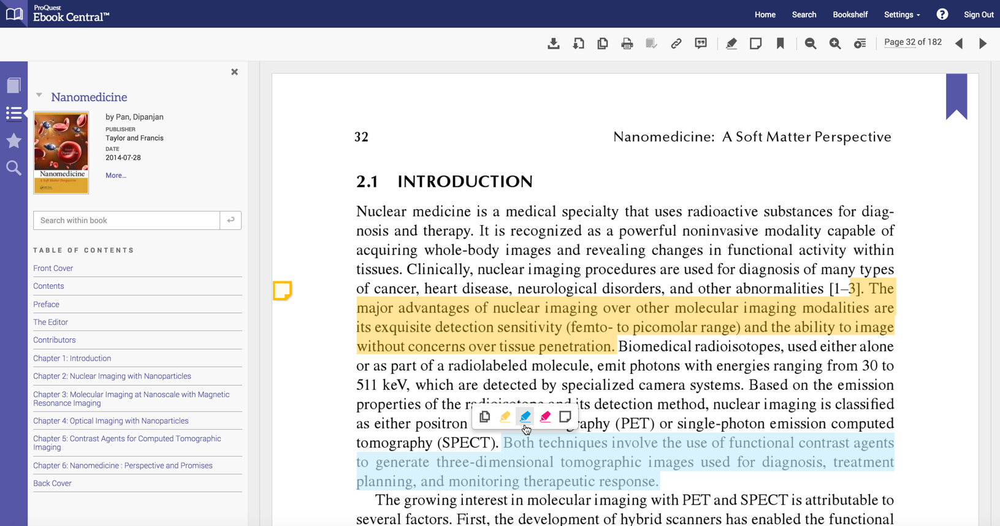 ProQuest
Ebook Central™
Home
Search
Bookshelf
Settings
?
Sign Out
Page 32 of 182
Nanomedicine
by Pan, Dipanjan
PUBLISHER
Taylor and Francis
DATE
2014-07-28
More...
Nanomedicine
A Soft Matter Perspective
Search within book
TABLE OF CONTENTS
Front Cover
Contents
Preface
The Editor
Contributors
Chapter 1: Introduction
Chapter 2: Nuclear Imaging with Nanoparticles
Chapter 3: Molecular Imaging at Nanoscale with Magnetic
Resonance Imaging
Chapter 4: Optical Imaging with Nanoparticles
Chapter 5: Contrast Agents for Computed Tomographic
Imaging
Chapter 6: Nanomedicine : Perspective and Promises
Back Cover
32
Nanomedicine: A Soft Matter Perspective
2.1 INTRODUCTION
Nuclear medicine is a medical specialty that uses radioactive substances for diag-
nosis and therapy. It is recognized as a powerful noninvasive modality capable of
acquiring whole-body images and revealing changes in functional activity within
tissues. Clinically, nuclear imaging procedures are used for diagnosis of many types
of cancer, heart disease, neurological disorders, and other abnormalities [1–3]. The
major advantages of nuclear imaging over other molecular imaging modalities are
its exquisite detection sensitivity (femto- to picomolar range) and the ability to image
without concerns over tissue penetration. Biomedical radioisotopes, used either alone
or as part of a radiolabeled molecule, emit photons with energies ranging from 30 to
511 keV, which are detected by specialized camera systems. Based on the emission
properties of the radioisotope and its detection method, nuclear imaging is classified
as either positron raphy (PET) or single-photon emission computed
tomography (SPECT). Both techniques involve the use of functional contrast agents
to generate three-dimensional tomographic images used for diagnosis, treatment
planning, and monitoring therapeutic response.
The growing interest in molecular imaging with PET and SPECT is attributable to
several factors. First, the development of hybrid scanners has enabled the functional